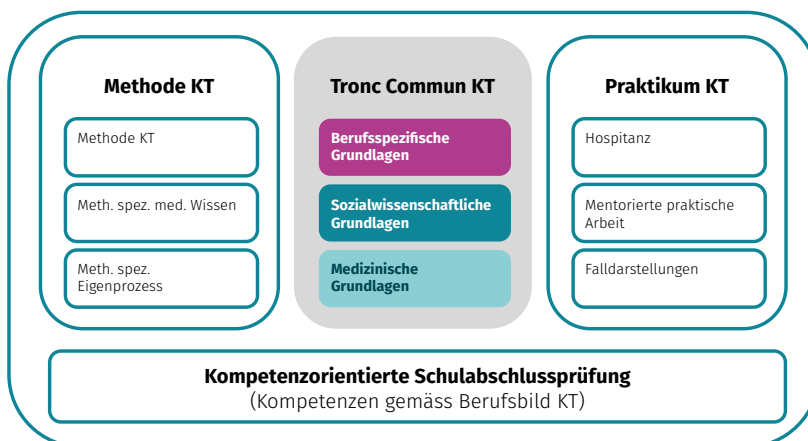 Methode KT
Methode KT
Meth. spez. med. Wissen
Meth. spez.
Eigenprozess
Tronc Commun KT
Berufsspezifische
Grundlagen
Sozialwissenschaftliche
Grundlagen
Medizinische
Grundlagen
Praktikum KT
Hospitanz
Mentorierte praktische
Arbeit
Falldarstellungen
Kompetenzorientierte Schulabschlussprüfung
(Kompetenzen gemäss Berufsbild KT)